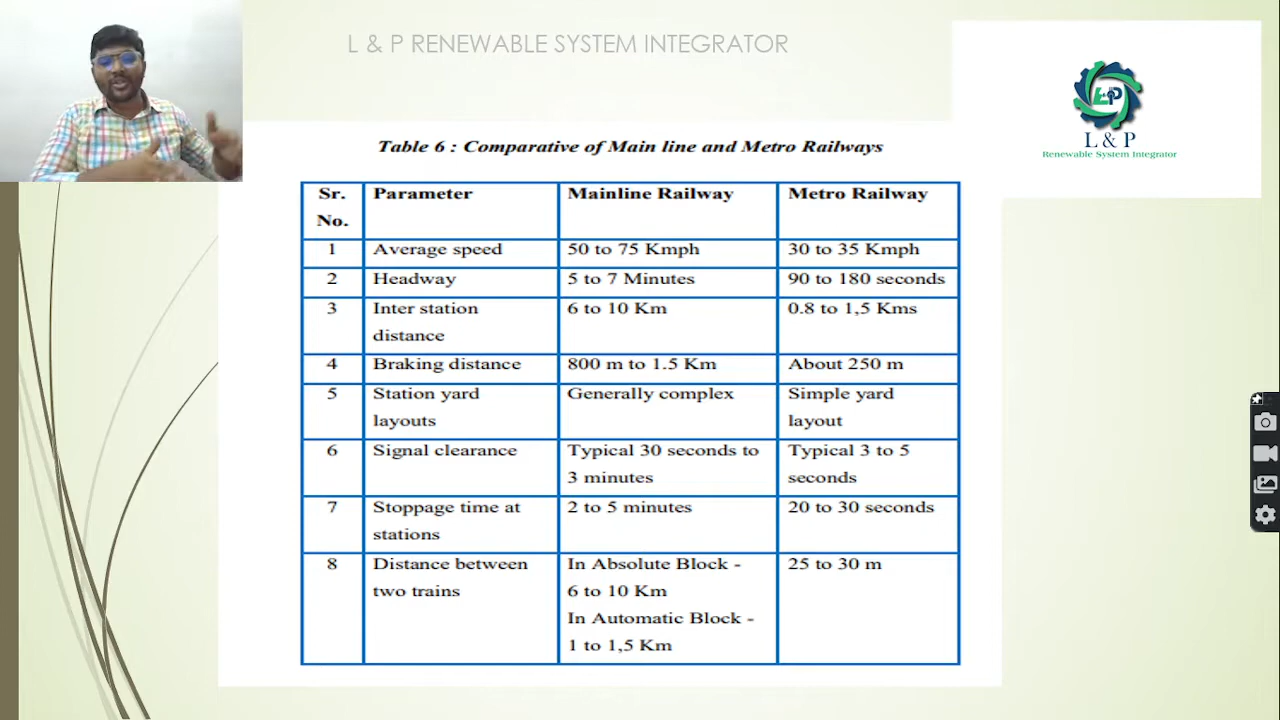 L & P RENEWABLE SYSTEM INTEGRATOR
L&P
L & P
Renewable System Integrator
Table 6 : Comparative of Main line and Metro Railways
Sr. No. Parameter Mainline Railway Metro Railway
1 Average speed 50 to 75 Kmph 30 to 35 Kmph
2 Headway 5 to 7 Minutes 90 to 180 seconds
3 Inter station distance 6 to 10 Km 0.8 to 1,5 Kms
4 Braking distance 800 m to 1.5 Km About 250 m
5 Station yard layouts Generally complex Simple yard layout
6 Signal clearance Typical 30 seconds to 3 minutes Typical 3 to 5 seconds
7 Stoppage time at stations 2 to 5 minutes 20 to 30 seconds
8 Distance between two trains In Absolute Block - 6 to 10 Km In Automatic Block - 1 to 1,5 Km 25 to 30 m